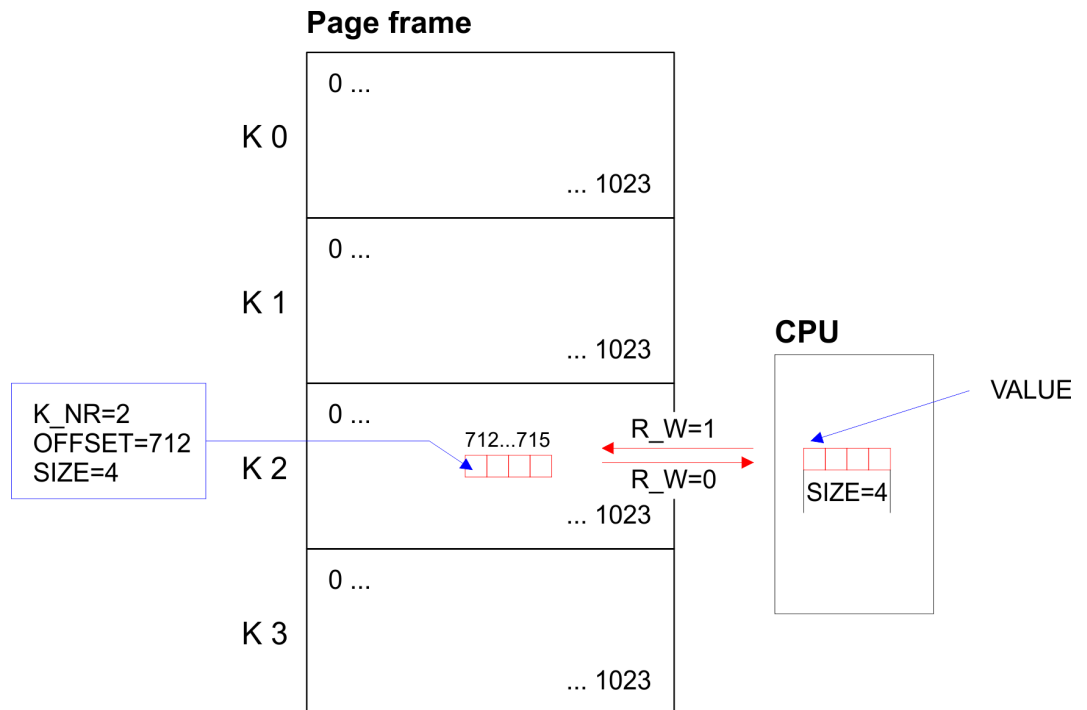 Page frame
0 ...
K 0
... 1023
0 ...
K 1
... 1023
CPU
K_NR=2
OFFSET=712
SIZE=4
0 ...
712...715
K 2
... 1023
R_W=1
R_W=0
VALUE
SIZE=4
0 ...
K 3
... 1023